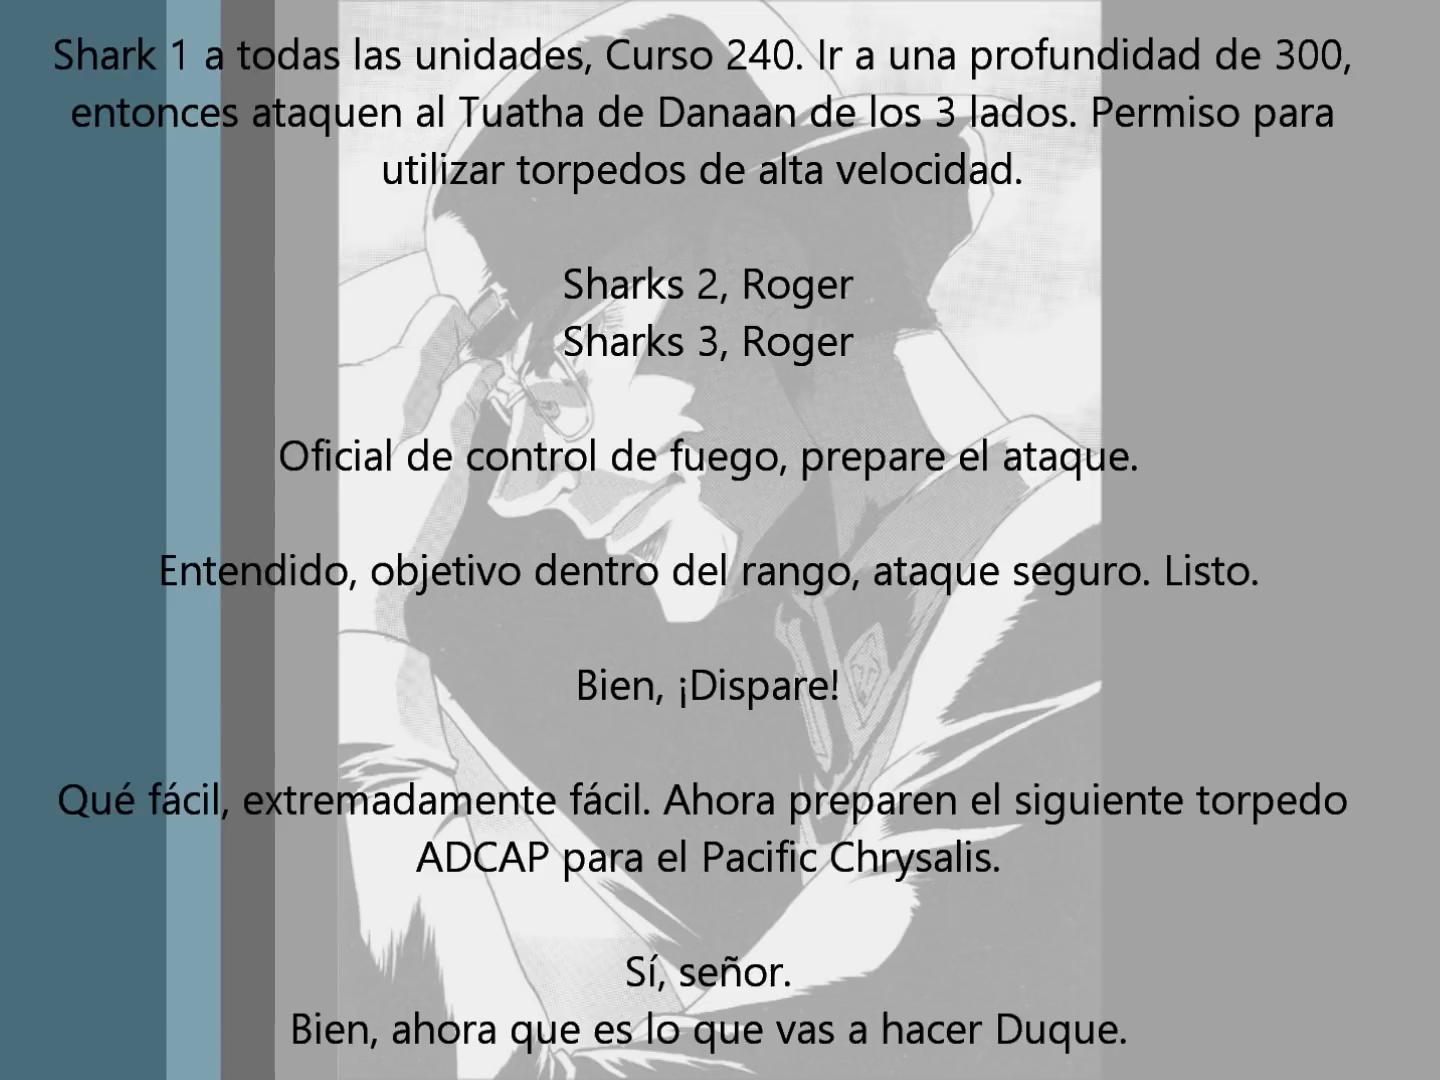 Shark 1 a todas las unidades, Curso 240. Ir a una profundidad de 300,
entonces ataquen al Tuatha de Danaan de los 3 lados. Permiso para
utilizar torpedos de alta velocidad.
Sharks 2, Roger
Sharks 3, Roger
Oficial de control de fuego, prepare el ataque.
Entendido, objetivo dentro del rango, ataque seguro. Listo.
Bien, ¡Dispare!
Qué fácil, extremadamente fácil. Ahora preparen el siguiente torpedo
ADCAP para el Pacific Chrysalis.
Sí, señor.
Bien, ahora que es lo que vas a hacer Duque.